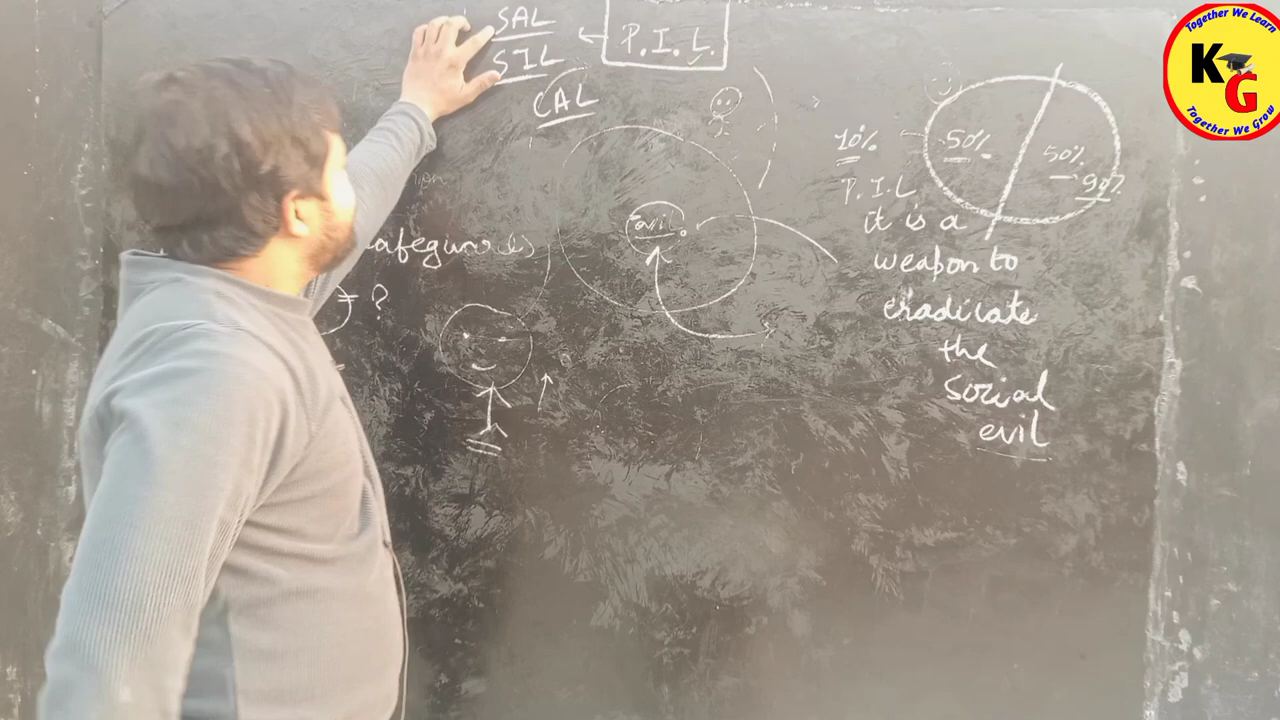 SAL
SIL
CAL
P.I.L.
evil.
safeguards
= ?
10%
50%
50%
90%
P.I.L
it is a
weapon to
eradicate
the
social
evil
Together We Learn
K
G
Together We Grow